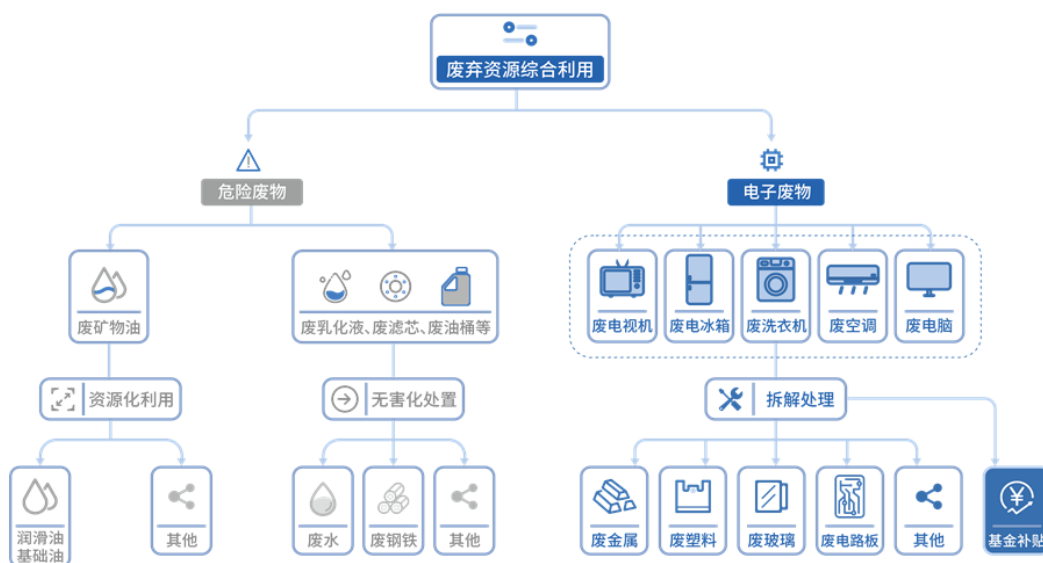 废弃资源综合利用
危险废物
电子废物
废矿物油
废乳化液、废滤芯、废油桶等
废电视机
废电冰箱
废洗衣机
废空调
废电脑
资源化利用
无害化处置
拆解处理
润滑油
基础油
其他
废水
废钢铁
其他
废金属
废塑料
废玻璃
废电路板
其他
基金补贴